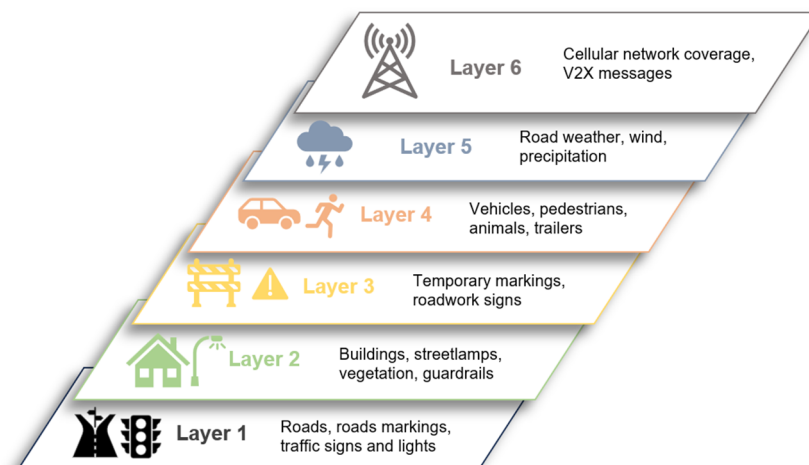 Layer 6
Cellular network coverage,
V2X messages
Layer 5
Road weather, wind,
precipitation
Layer 4
Vehicles, pedestrians,
animals, trailers
Layer 3
Temporary markings,
roadwork signs
Layer 2
Buildings, streetlamps,
vegetation, guardrails
Layer 1
Roads, roads markings,
traffic signs and lights